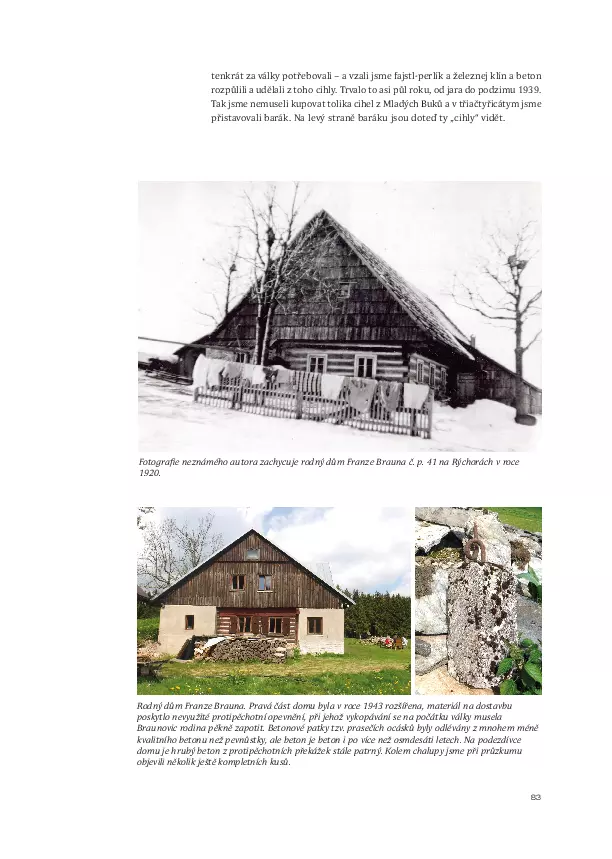 tenkrát za války potřebovali – a vzali jsme fajstl-perlík a železnej klín a beton
rozpůlili a udělali z toho cihly. Trvalo to asi půl roku, od jara do podzimu 1939.
Tak jsme nemuseli kupovat tolika cihel z Mladých Buků a v třiačtyřicátym jsme
přistavovali barák. Na levý straně baráku jsou doteď ty „cihly“ vidět.
Fotografie neznámého autora zachycuje rodný dům Franze Brauna č. p. 41 na Rýchorách v roce
1920.
Rodný dům Franze Brauna. Pravá část domu byla v roce 1943 rozšířena, materiál na dostavbu
poskytlo nevyužité protipěchotní opevnění, při jehož vykopávání se na počátku války musela
Braunovic rodina pěkně zapotit. Betonové patky tzv. prasečích ocásků byly odlévány z mnohem méně
kvalitního betonu než pevnůstky, ale beton je beton i po více než osmdesáti letech. Na podezdívce
domu je hrubý beton z protipěchotních překážek stále patrný. Kolem chalupy jsme při průzkumu
objevili několik ještě kompletních kusů.
83